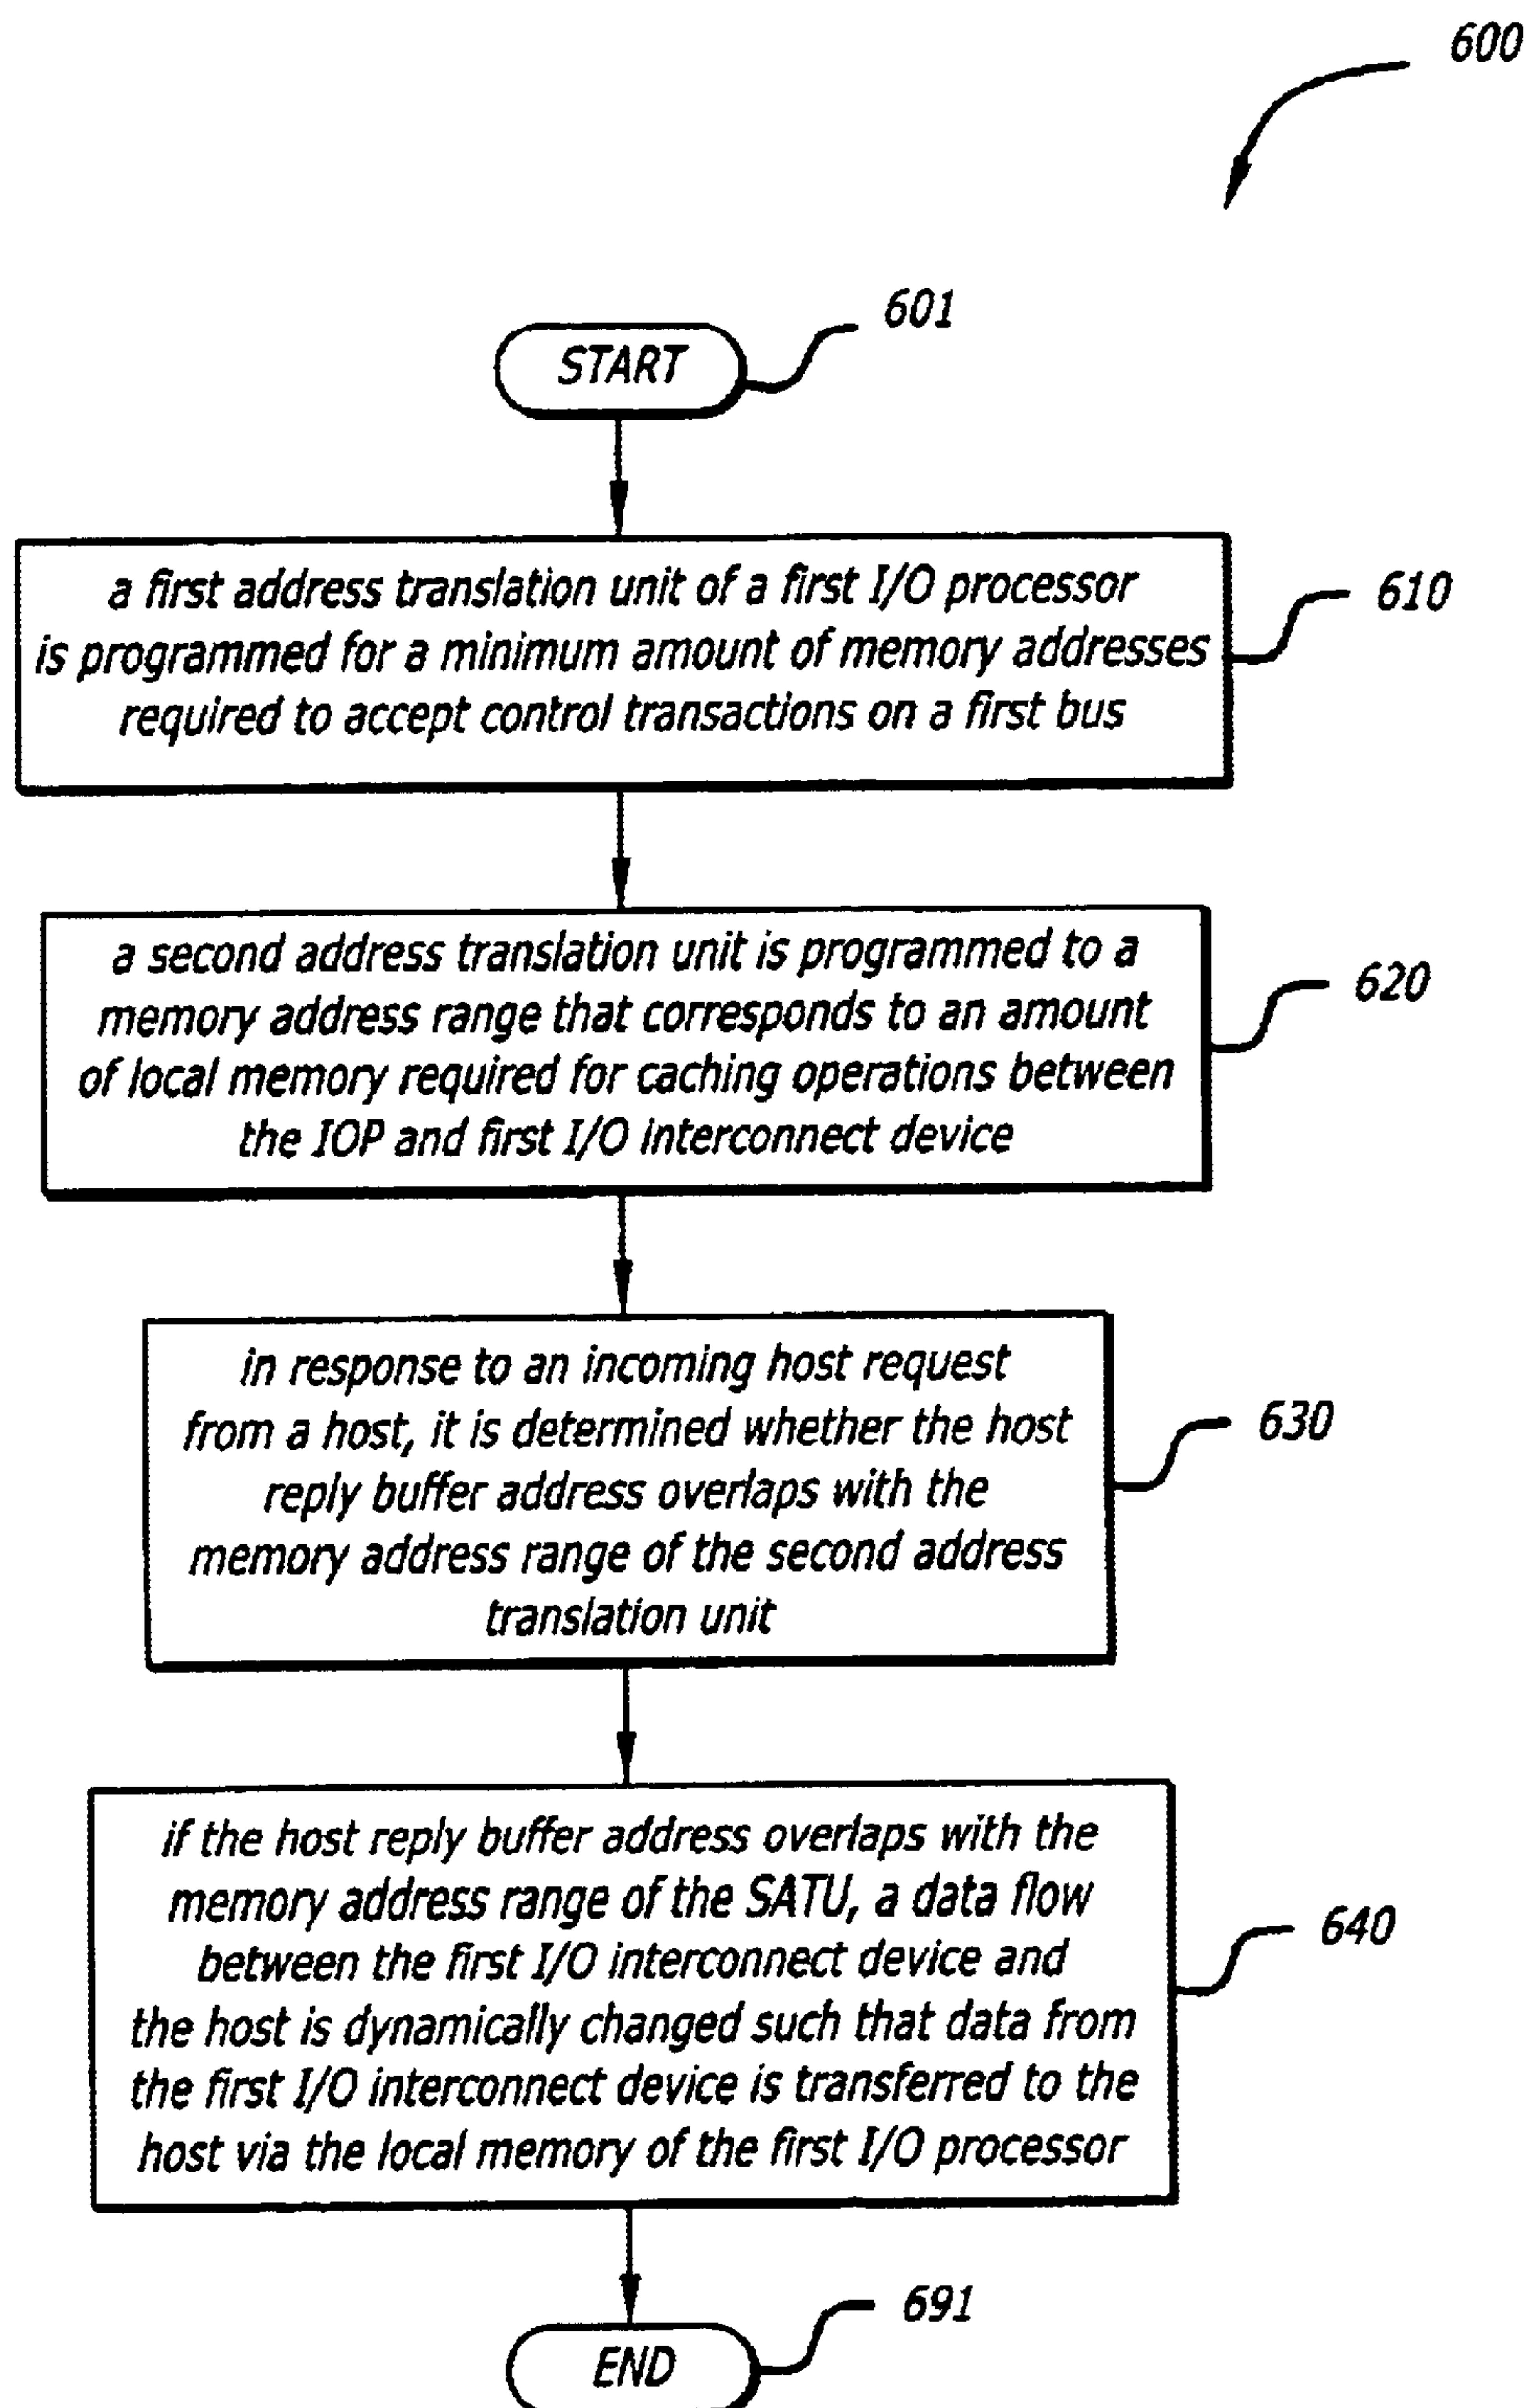 600
601
START
a first address translation unit of a first I/O processor
is programmed for a minimum amount of memory addresses
required to accept control transactions on a first bus
610
a second address translation unit is programmed to a
memory address range that corresponds to an amount
of local memory required for caching operations between
the IOP and first I/O interconnect device
620
in response to an incoming host request
from a host, it is determined whether the host
reply buffer address overlaps with the
memory address range of the second address
translation unit
630
if the host reply buffer address overlaps with the
memory address range of the SATU, a data flow
between the first I/O interconnect device and
the host is dynamically changed such that data from
the first I/O interconnect device is transferred to the
host via the local memory of the first I/O processor
640
691
END